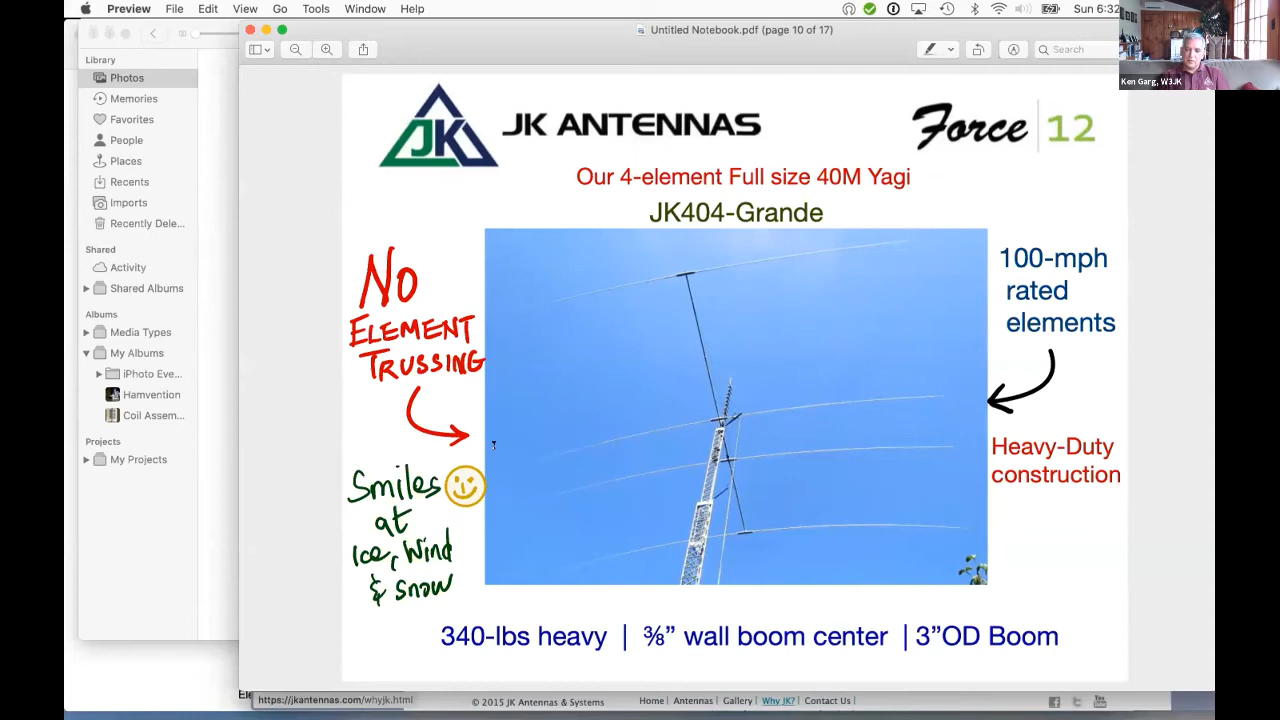 Preview File Edit View Go Tools Window Help
Sun 6:32
Untitled Notebook.pdf (page 10 of 17)
Search
Ken Garg, W3JK
Library
Photos
Memories
Favorites
People
Places
Recents
Imports
Recently Dele...
Shared
Activity
Shared Albums
Albums
Media Types
My Albums
iPhoto Eve...
Hamvention
Coil Assem...
Projects
My Projects
JK JK ANTENNAS
Force 12
Our 4-element Full size 40M Yagi
JK404-Grande
No
ELEMENT
TRUSSING
Smiles
at
Ice, Wind
& Snow
100-mph
rated
elements
Heavy-Duty
construction
340-lbs heavy | ⅜” wall boom center | 3”OD Boom
https://jkantennas.com/whyjk.html
© 2015 JK Antennas & Systems
Home Antennas Gallery Why JK? Contact Us
You